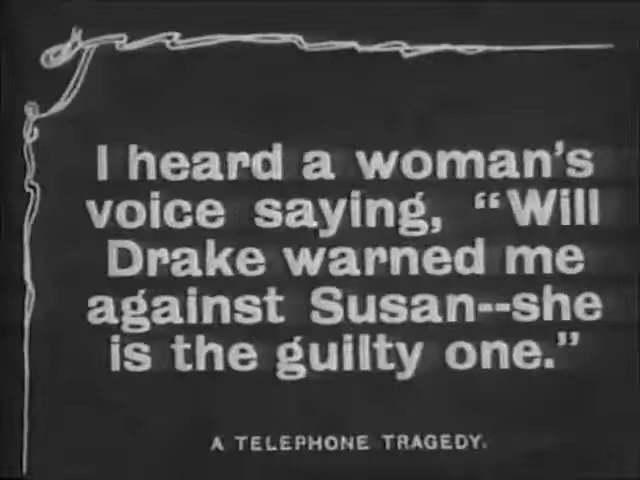 I heard a woman's
voice saying, "Will
Drake warned me
against Susan--she
is the guilty one."
A TELEPHONE TRAGEDY.